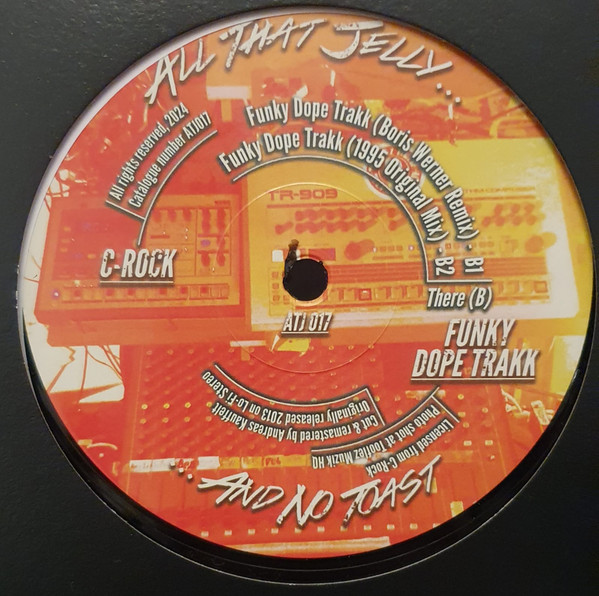 ALL THAT JELLY...
All rights reserved, 2024
Catalogue number ATJ017
Funky Dope Trakk (Boris Werner Remix) - B1
Funky Dope Trakk (1995 Original Mix) - B2
TR-909
C-ROCK
There (B)
ATJ 017
FUNKY
DOPE TRAKK
Originally released 2013 on Lo-Fi Stereo
Cut & remastered by Andreas Kauffelt
Licensed from C-Rock
Photo shot at Toofiez Muzik HQ
...AND NO TOAST